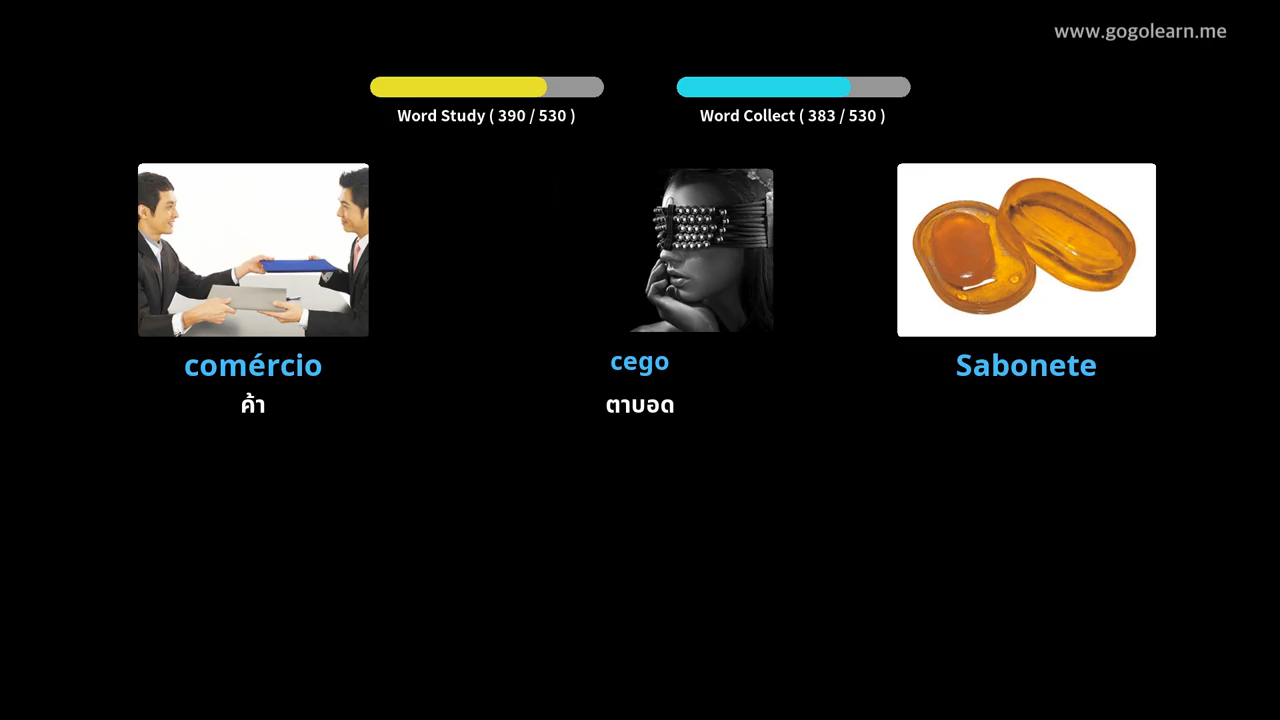 www.gogolearn.me
Word Study ( 390 / 530 )
Word Collect ( 383 / 530 )
comércio
ค้า
cego
ตาบอด
Sabonete